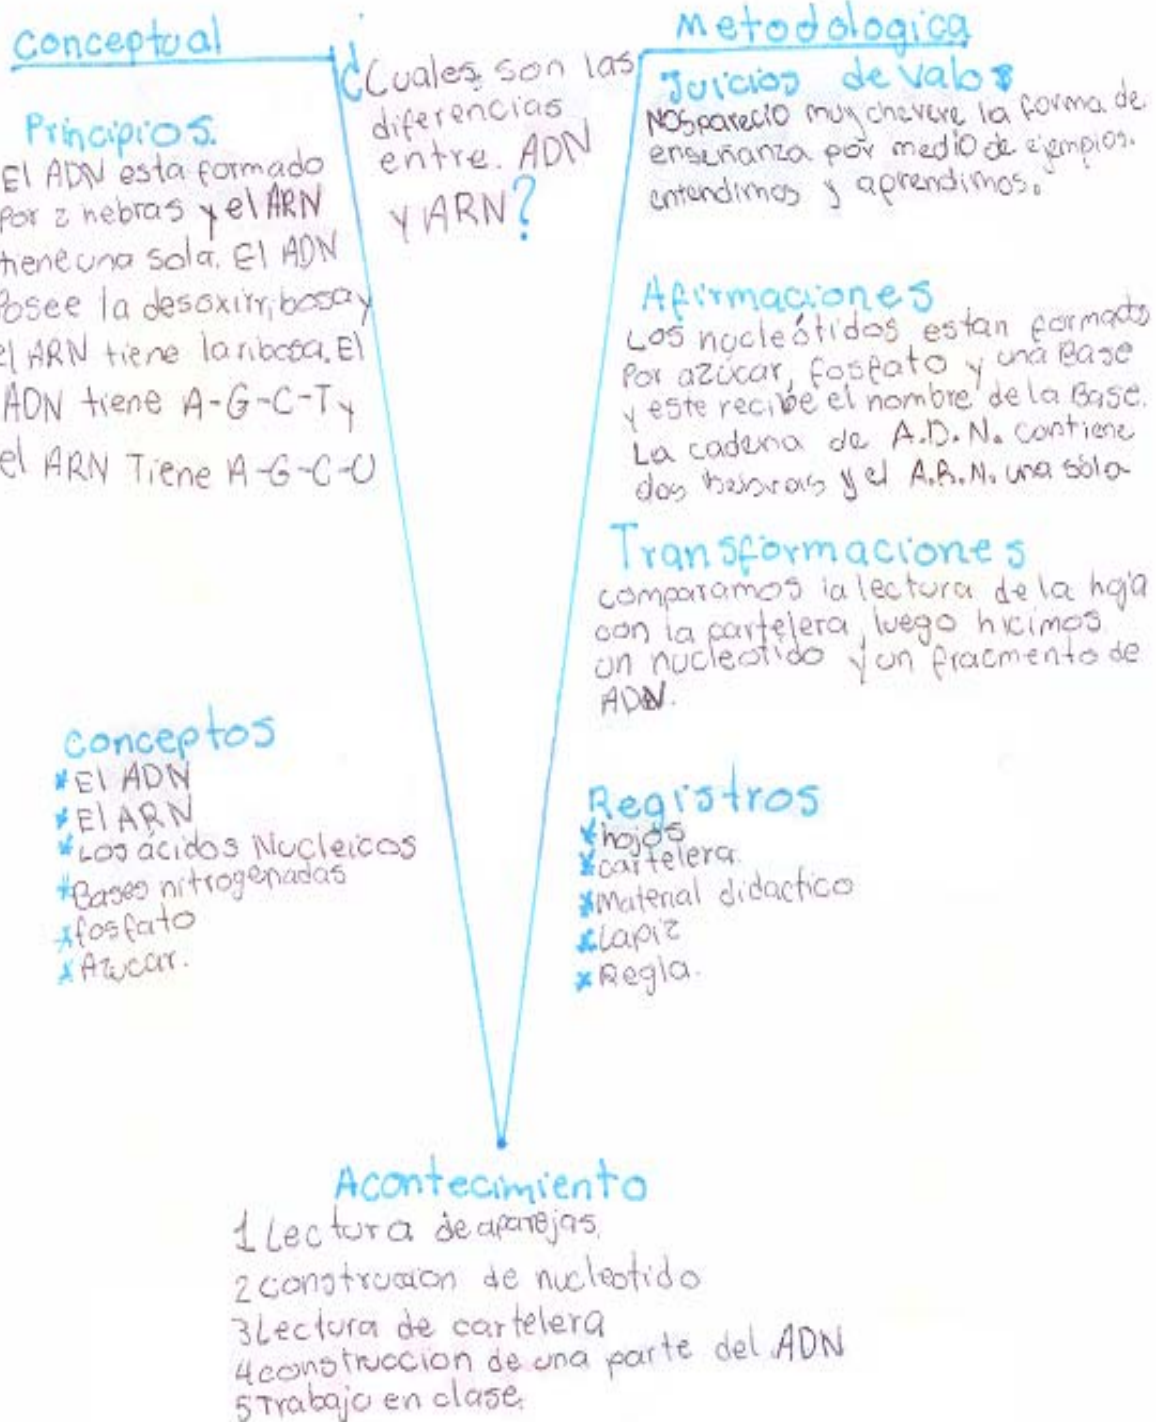 conceptual
Principios.
El ADN esta formado
Por 2 hebras y el ARN
tiene una sola. El ADN
Posee la desoxirribosa y
el ARN tiene la ribosa. El
ADN tiene A-G-C-T y
el ARN Tiene A-G-C-U
conceptos
* El ADN
* El ARN
* Los ácidos Nucleicos
* Bases nitrogenadas
* fosfato
* Azucar.
¿Cuales son las
diferencias
entre. ADN
y ARN?
Metodologica
Juicios de valor
Nos parecio muy chevere la forma de
enseñanza por medio de ejemplos.
entendimos y aprendimos.
Afirmaciones
Los nucleótidos estan formados
Por azúcar, fosfato y una Base
y este recibe el nombre de la Base.
La cadena de A.D.N. contiene
dos hebras y el A.R.N. una sola
Transformaciones
comparamos la lectura de la hoja
con la cartelera, luego hicimos
un nucleotido y un fracmento de
ADN.
Registros
* hojas
* cartelera.
* Material didactico
* Lapiz
* Regla.
Acontecimiento
1 Lectura de aparejas.
2 construccion de nucleotido
3 Lectura de cartelera
4 construccion de una parte del ADN
5 Trabajo en clase.